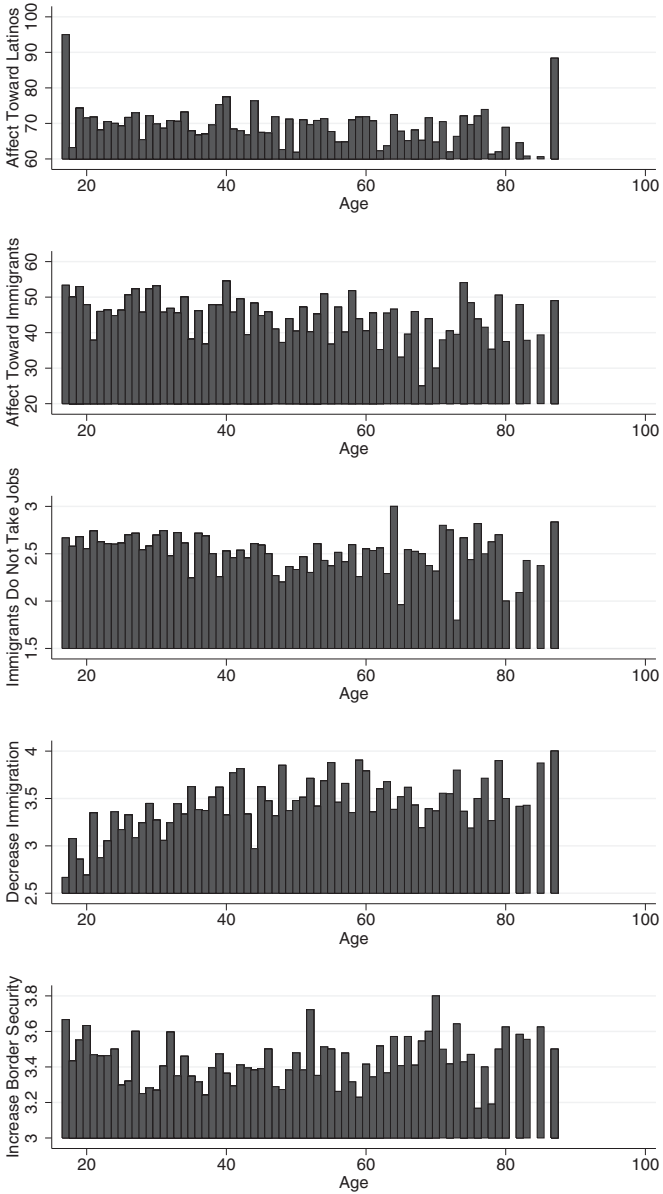 Affect Toward Latinos
100
90
80
70
60
20 40 60 80 100
Age
Affect Toward Immigrants
60
50
40
30
20
20 40 60 80 100
Age
Immigrants Do Not Take Jobs
3
2.5
2
1.5
20 40 60 80 100
Age
Decrease Immigration
4
3.5
3
2.5
20 40 60 80 100
Age
Increase Border Security
3.8
3.6
3.4
3.2
3
20 40 60 80 100
Age